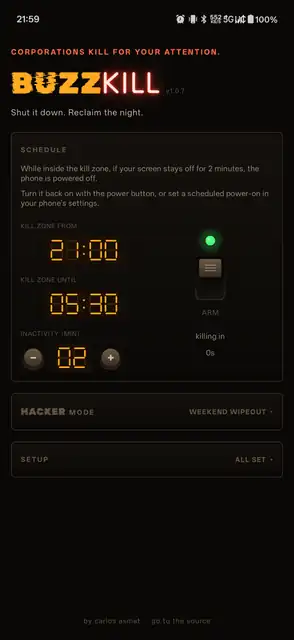 21:59
5G 100%
CORPORATIONS KILL FOR YOUR ATTENTION.
BUZZKILL v1.0.7
Shut it down. Reclaim the night.
SCHEDULE
While inside the kill zone, if your screen stays off for 2 minutes, the
phone is powered off.
Turn it back on with the power button, or set a scheduled power-on in
your phone's settings.
KILL ZONE FROM
21:00
KILL ZONE UNTIL
05:30
ARM
INACTIVITY (MIN)
killing in
− 02 +
0s
HACKER MODE WEEKEND WIPEOUT
SETUP ALL SET
by carlos axmet go to the source